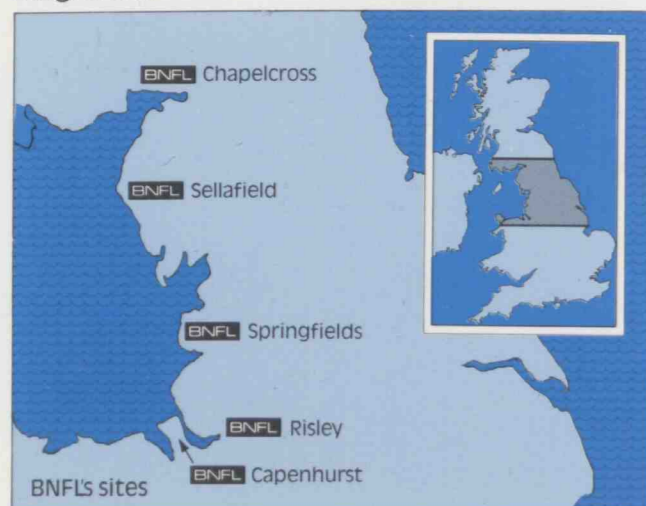 BNFL Chapelcross
BNFL Sellafield
BNFL Springfields
BNFL Risley
BNFL Capenhurst
BNFL's sites